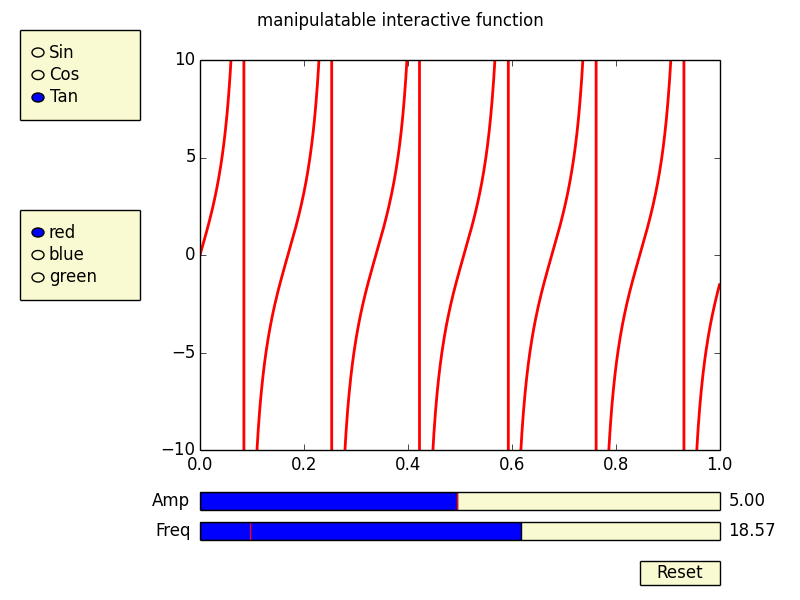 manipulatable interactive function
Sin
Cos
Tan
red
blue
green
10
5
0
−5
−10
0.0 0.2 0.4 0.6 0.8 1.0
Amp 5.00
Freq 18.57
Reset